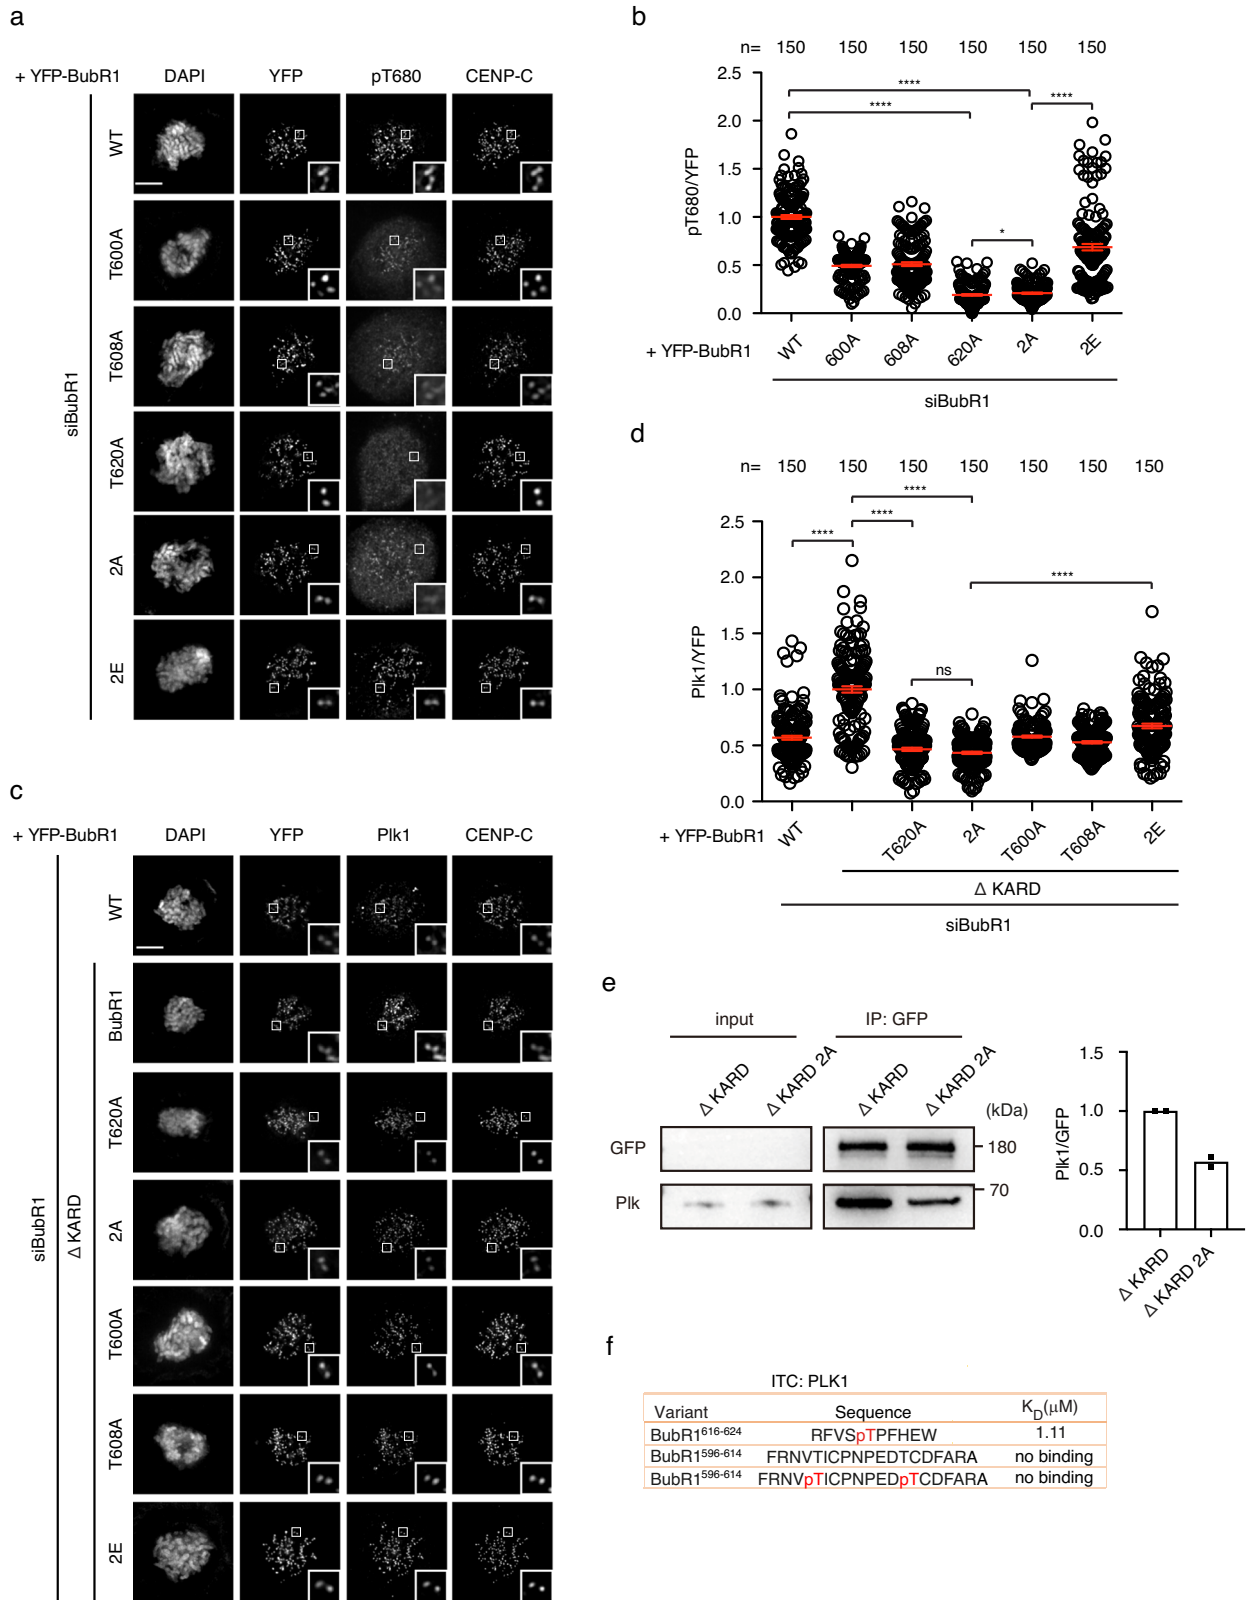 a
+ YFP-BubR1 DAPI YFP pT680 CENP-C
siBubR1
WT
T600A
T608A
T620A
2A
2E
b
n= 150 150 150 150 150 150
2.5
2.0
1.5
1.0
0.5
0.0
pT680/YFP
****
****
****
*
+ YFP-BubR1 WT 600A 608A 620A 2A 2E
siBubR1
c
+ YFP-BubR1 DAPI YFP Plk1 CENP-C
siBubR1
Δ KARD
WT
BubR1
T620A
2A
T600A
T608A
2E
d
n= 150 150 150 150 150 150 150
2.5
2.0
1.5
1.0
0.5
0.0
Plk1/YFP
****
****
****
****
ns
+ YFP-BubR1 WT T620A 2A T600A T608A 2E
Δ KARD
siBubR1
e
input IP: GFP
Δ KARD Δ KARD 2A Δ KARD Δ KARD 2A (kDa)
GFP 180
Plk 70
1.5
1.0
0.5
0.0
Plk1/GFP
Δ KARD Δ KARD 2A
f
ITC: PLK1
Variant Sequence K_D(μM)
BubR1^616-624 RFVSpTPFHEW 1.11
BubR1^596-614 FRNVTICPNPEDTCDFARA no binding
BubR1^596-614 FRNVpTICPNPEDpTCDFARA no binding